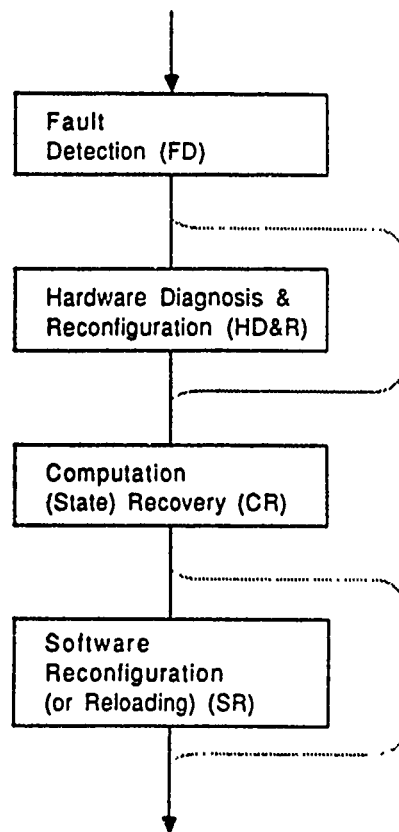 Fault
Detection (FD)
Hardware Diagnosis &
Reconfiguration (HD&R)
Computation
(State) Recovery (CR)
Software
Reconfiguration
(or Reloading) (SR)